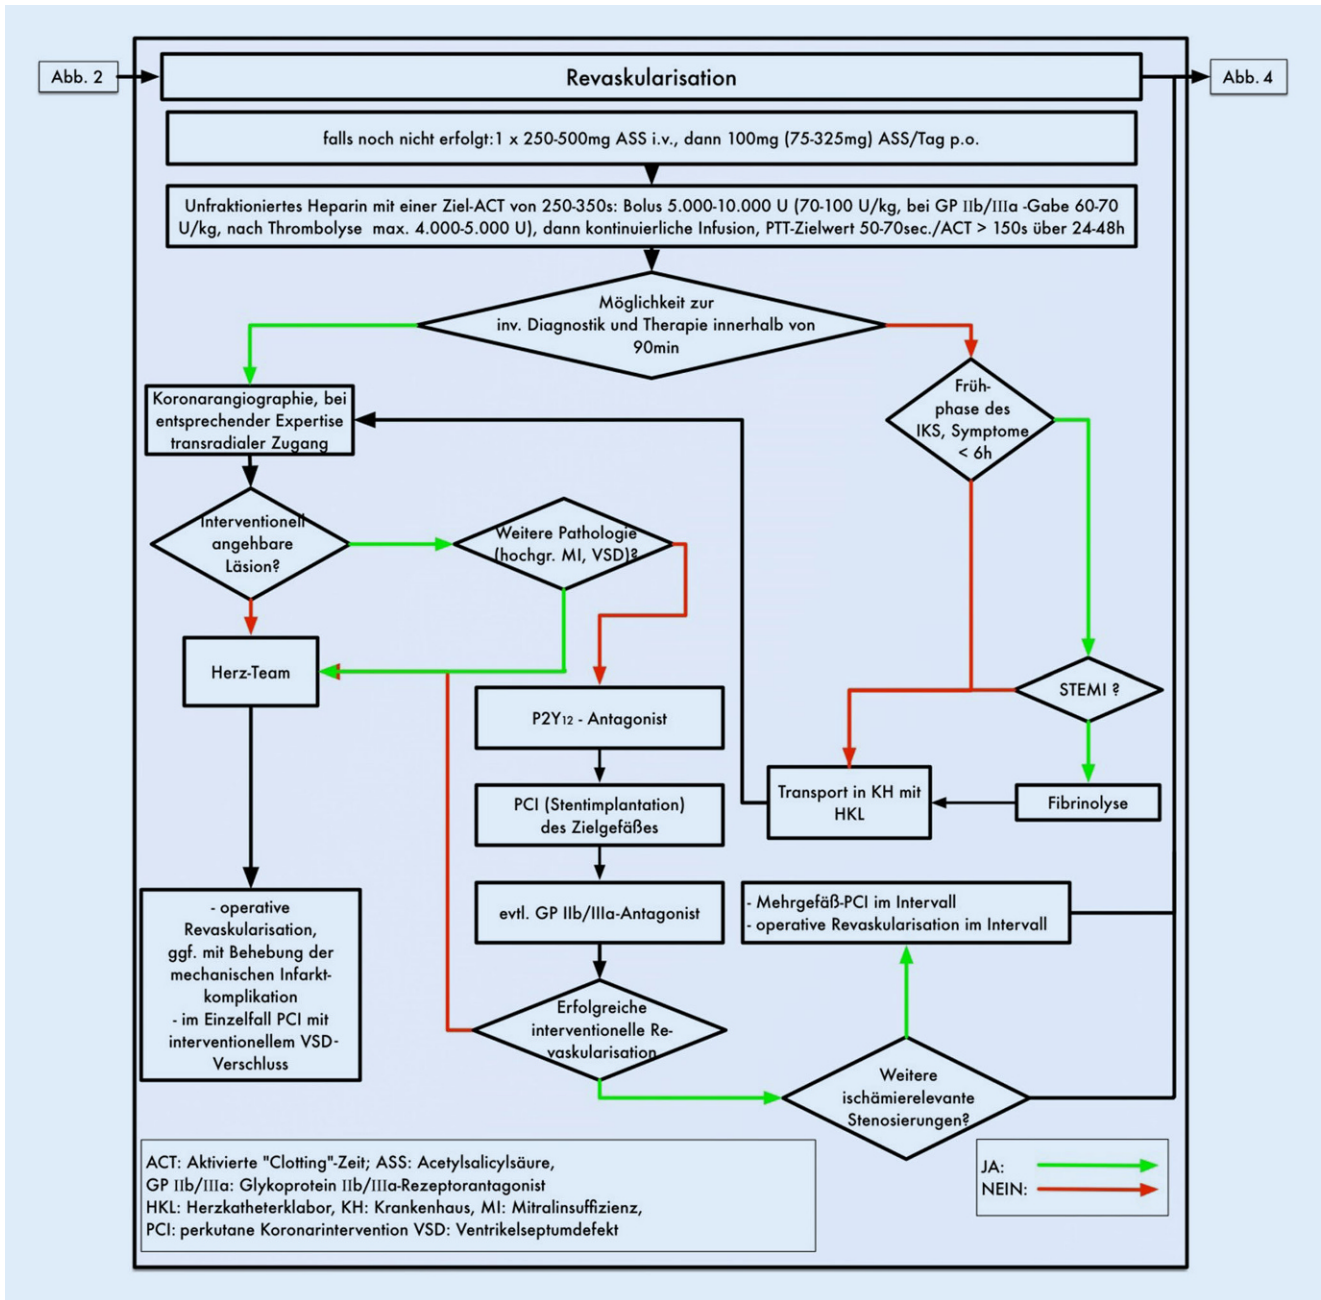 Abb. 2
Revaskularisation
Abb. 4
falls noch nicht erfolgt:1 x 250-500mg ASS i.v., dann 100mg (75-325mg) ASS/Tag p.o.
Unfraktioniertes Heparin mit einer Ziel-ACT von 250-350s: Bolus 5.000-10.000 U (70-100 U/kg, bei GP IIb/IIIa -Gabe 60-70
U/kg, nach Thrombolyse max. 4.000-5.000 U), dann kontinuierliche Infusion, PTT-Zielwert 50-70sec./ACT > 150s über 24-48h
Möglichkeit zur
inv. Diagnostik und Therapie innerhalb von
90min
Koronarangiographie, bei
entsprechender Expertise
transradialer Zugang
Früh-
phase des
IKS, Symptome
< 6h
Interventionell
angehbare
Läsion?
Weitere Pathologie
(hochgr. MI, VSD)?
Herz-Team
P2Y12 - Antagonist
STEMI ?
PCI (Stentimplantation)
des Zielgefäßes
Transport in KH mit
HKL
Fibrinolyse
evtl. GP IIb/IIIa-Antagonist
- Mehrgefäß-PCI im Intervall
- operative Revaskularisation im Intervall
- operative
Revaskularisation,
ggf. mit Behebung der
mechanischen Infarkt-
komplikation
- im Einzelfall PCI mit
interventionellem VSD-
Verschluss
Erfolgreiche
interventionelle Re-
vaskularisation
Weitere
ischämierelevante
Stenosierungen?
ACT: Aktivierte "Clotting"-Zeit; ASS: Acetylsalicylsäure,
GP IIb/IIIa: Glykoprotein IIb/IIIa-Rezeptorantagonist
HKL: Herzkatheterklabor, KH: Krankenhaus, MI: Mitralinsuffizienz,
PCI: perkutane Koronarintervention VSD: Ventrikelseptumdefekt
JA:
NEIN: